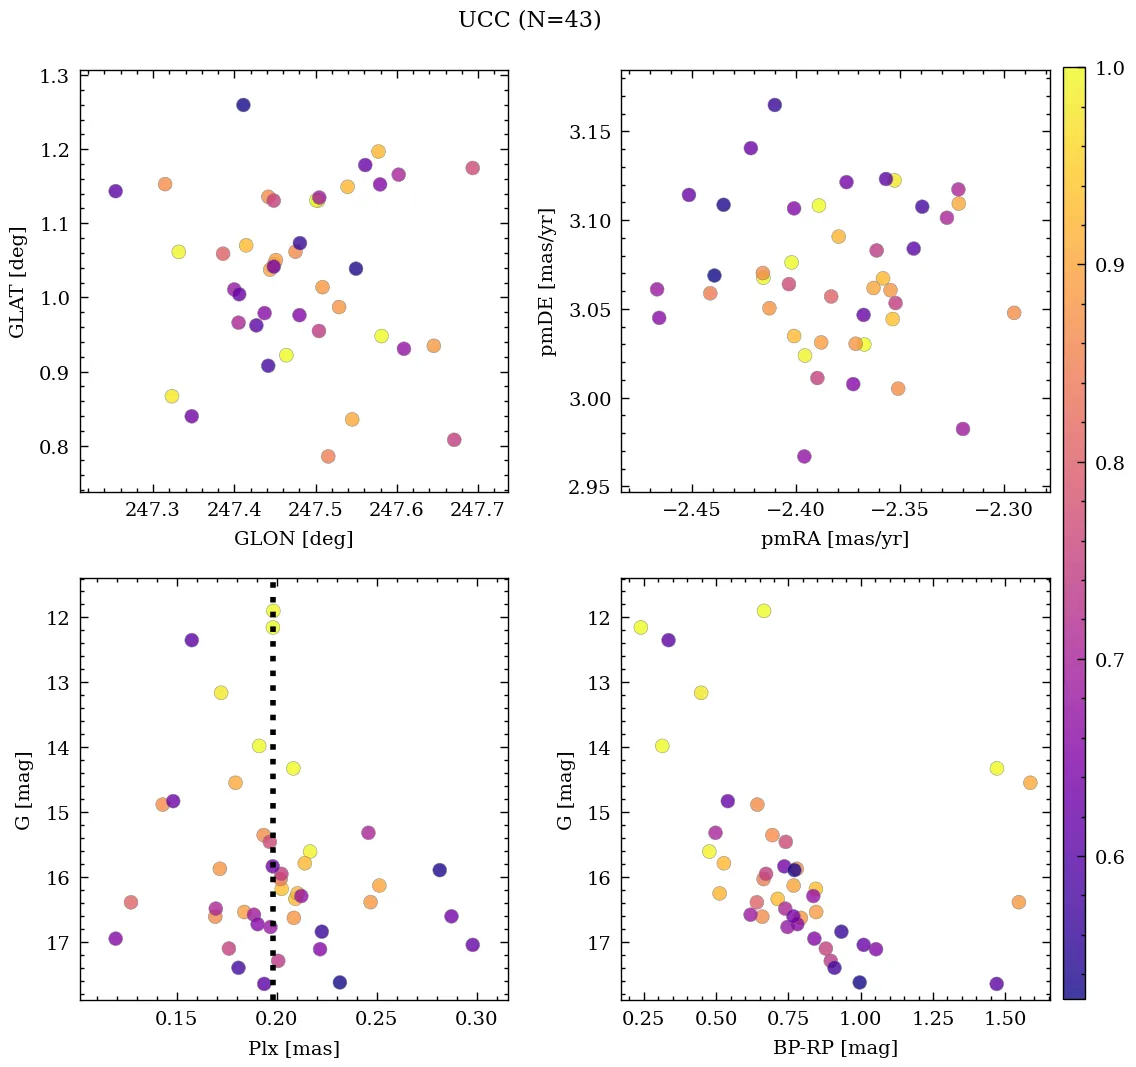 UCC (N=43)
1.3
1.2
1.1
1.0
0.9
0.8
GLAT [deg]
247.3 247.4 247.5 247.6 247.7
GLON [deg]
3.15
3.10
3.05
3.00
2.95
pmDE [mas/yr]
−2.45 −2.40 −2.35 −2.30
pmRA [mas/yr]
12
13
14
15
16
17
G [mag]
0.15 0.20 0.25 0.30
Plx [mas]
12
13
14
15
16
17
G [mag]
0.25 0.50 0.75 1.00 1.25 1.50
BP-RP [mag]
1.0
0.9
0.8
0.7
0.6